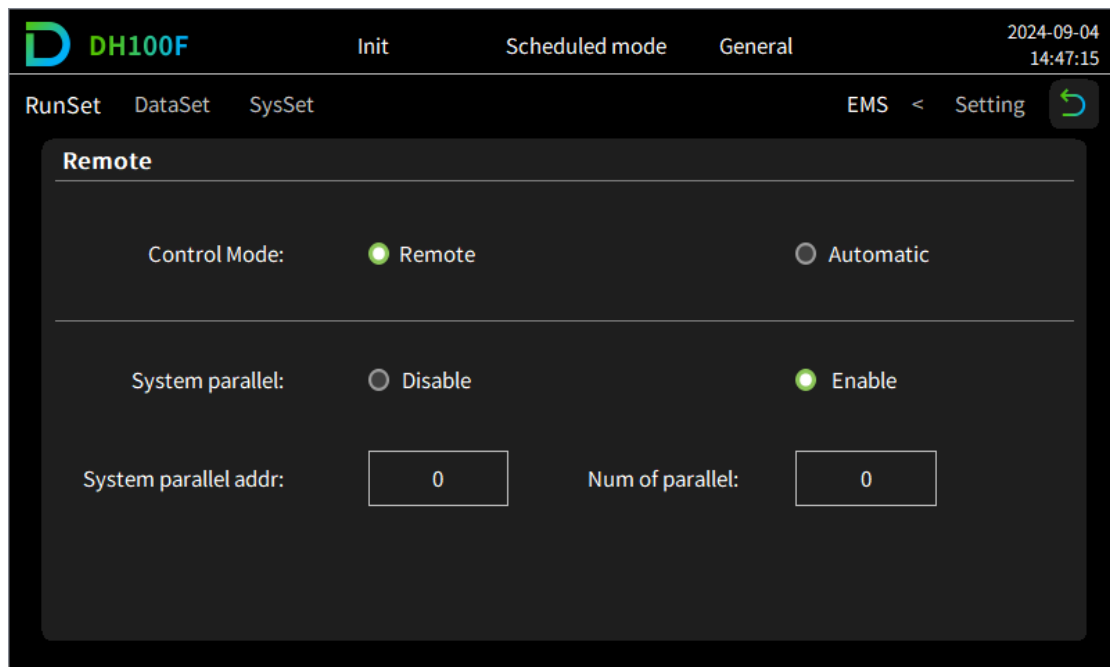 DH100F Init Scheduled mode General 2024-09-04
14:47:15
RunSet DataSet SysSet EMS < Setting
Remote
Control Mode: Remote Automatic
System parallel: Disable Enable
System parallel addr: 0 Num of parallel: 0